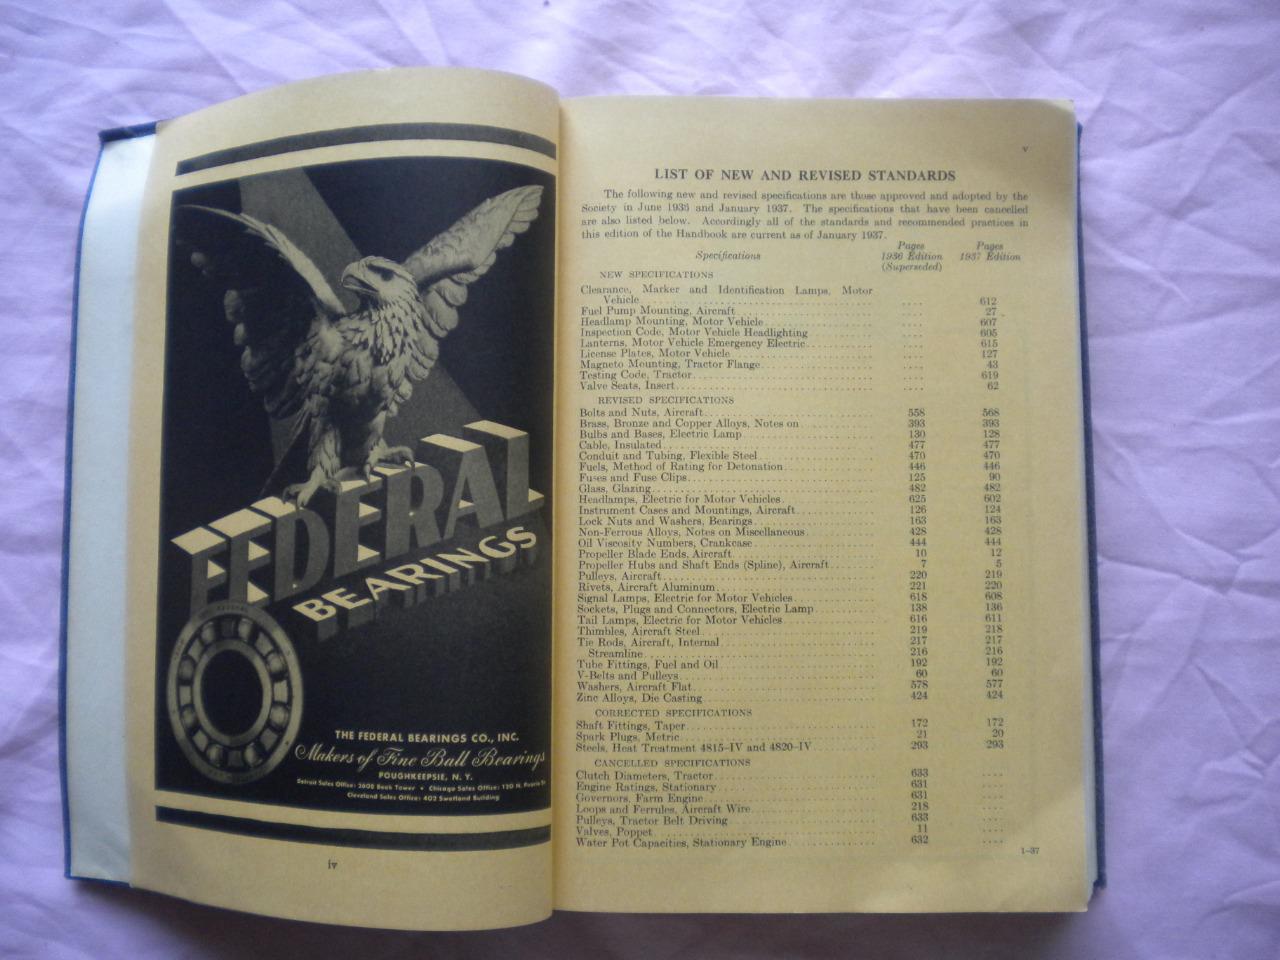 FEDERAL
BEARINGS
THE FEDERAL BEARINGS CO., INC.
Makers of Fine Ball Bearings
POUGHKEEPSIE, N. Y.
Detroit Sales Office: 2608 Book Tower • Chicago Sales Office: 120 N. Peoria St.
Cleveland Sales Office: 402 Swetland Building
iv
v
LIST OF NEW AND REVISED STANDARDS
The following new and revised specifications are those approved and adopted by the
Society in June 1936 and January 1937. The specifications that have been cancelled
are also listed below. Accordingly all of the standards and recommended practices in
this edition of the Handbook are current as of January 1937.
Pages Pages
Specifications 1936 Edition 1937 Edition
(Superseded)
NEW SPECIFICATIONS
Clearance, Marker and Identification Lamps, Motor
Vehicle .... 612
Fuel Pump Mounting, Aircraft .... 27
Headlamp Mounting, Motor Vehicle .... 607
Inspection Code, Motor Vehicle Headlighting .... 605
Lanterns, Motor Vehicle Emergency Electric .... 615
License Plates, Motor Vehicle .... 127
Magneto Mounting, Tractor Flange .... 43
Testing Code, Tractor .... 619
Valve Seats, Insert .... 62
REVISED SPECIFICATIONS
Bolts and Nuts, Aircraft 558 568
Brass, Bronze and Copper Alloys, Notes on 393 393
Bulbs and Bases, Electric Lamp 130 128
Cable, Insulated 477 477
Conduit and Tubing, Flexible Steel 470 470
Fuels, Method of Rating for Detonation 446 446
Fuses and Fuse Clips 125 90
Glass, Glazing 482 482
Headlamps, Electric for Motor Vehicles 625 602
Instrument Cases and Mountings, Aircraft 126 124
Lock Nuts and Washers, Bearings 163 163
Non-Ferrous Alloys, Notes on Miscellaneous 428 428
Oil Viscosity Numbers, Crankcase 444 444
Propeller Blade Ends, Aircraft 10 12
Propeller Hubs and Shaft Ends (Spline), Aircraft 7 5
Pulleys, Aircraft 220 219
Rivets, Aircraft Aluminum 221 220
Signal Lamps, Electric for Motor Vehicles 618 608
Sockets, Plugs and Connectors, Electric Lamp 138 136
Tail Lamps, Electric for Motor Vehicles 616 611
Thimbles, Aircraft Steel 219 218
Tie Rods, Aircraft, Internal 217 217
Streamline 216 216
Tube Fittings, Fuel and Oil 192 192
V-Belts and Pulleys 60 60
Washers, Aircraft Flat 578 577
Zinc Alloys, Die Casting 424 424
CORRECTED SPECIFICATIONS
Shaft Fittings, Taper 172 172
Spark Plugs, Metric 21 20
Steels, Heat Treatment 4815-IV and 4820-IV 293 293
CANCELLED SPECIFICATIONS
Clutch Diameters, Tractor 633 ....
Engine Ratings, Stationary 631 ....
Governors, Farm Engine 631 ....
Loops and Ferrules, Aircraft Wire 218 ....
Pulleys, Tractor Belt Driving 633 ....
Valves, Poppet 11 ....
Water Pot Capacities, Stationary Engine 632 ....
1-37